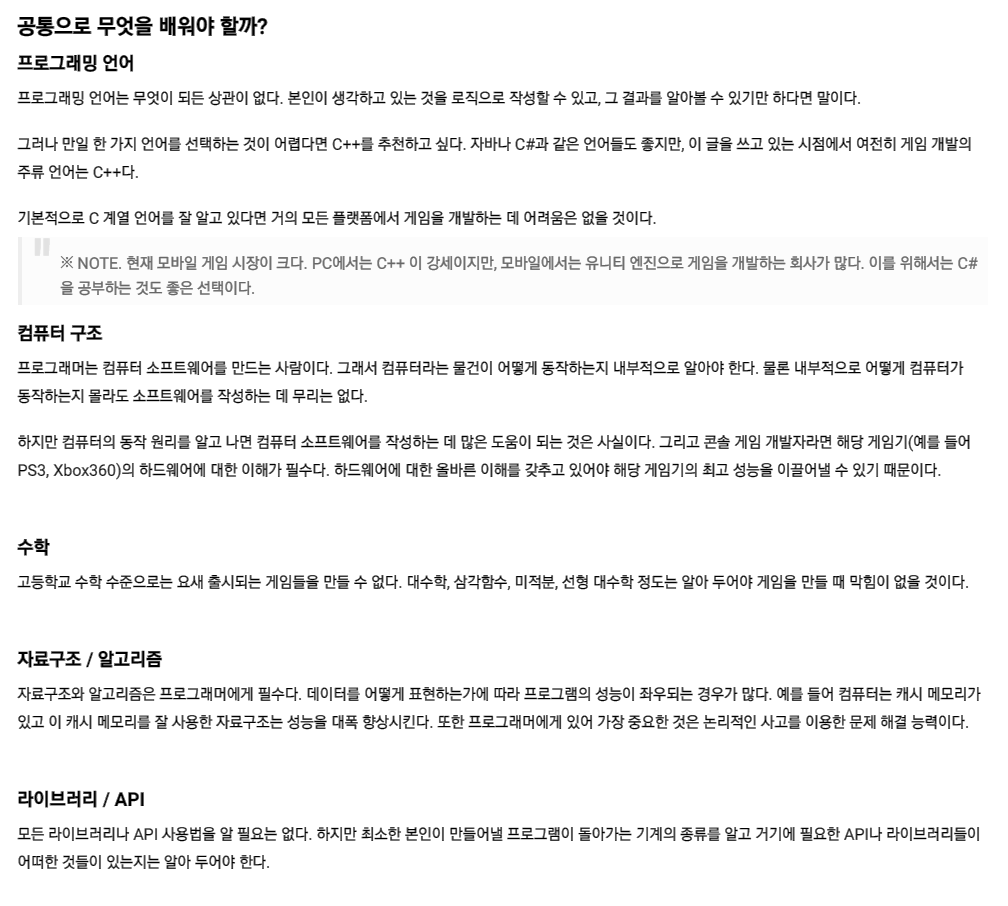 공통으로 무엇을 배워야 할까?
프로그래밍 언어
프로그래밍 언어는 무엇이 되든 상관이 없다. 본인이 생각하고 있는 것을 로직으로 작성할 수 있고, 그 결과를 알아볼 수 있기만 하다면 말이다.
그러나 만일 한 가지 언어를 선택하는 것이 어렵다면 C++를 추천하고 싶다. 자바나 C#과 같은 언어들도 좋지만, 이 글을 쓰고 있는 시점에서 여전히 게임 개발의
주류 언어는 C++다.
기본적으로 C 계열 언어를 잘 알고 있다면 거의 모든 플랫폼에서 게임을 개발하는 데 어려움은 없을 것이다.
※ NOTE. 현재 모바일 게임 시장이 크다. PC에서는 C++ 이 강세이지만, 모바일에서는 유니티 엔진으로 게임을 개발하는 회사가 많다. 이를 위해서는 C#
을 공부하는 것도 좋은 선택이다.
컴퓨터 구조
프로그래머는 컴퓨터 소프트웨어를 만드는 사람이다. 그래서 컴퓨터라는 물건이 어떻게 동작하는지 내부적으로 알아야 한다. 물론 내부적으로 어떻게 컴퓨터가
동작하는지 몰라도 소프트웨어를 작성하는 데 무리는 없다.
하지만 컴퓨터의 동작 원리를 알고 나면 컴퓨터 소프트웨어를 작성하는 데 많은 도움이 되는 것은 사실이다. 그리고 콘솔 게임 개발자라면 해당 게임기(예를 들어
PS3, Xbox360)의 하드웨어에 대한 이해가 필수다. 하드웨어에 대한 올바른 이해를 갖추고 있어야 해당 게임기의 최고 성능을 이끌어낼 수 있기 때문이다.
수학
고등학교 수학 수준으로는 요새 출시되는 게임들을 만들 수 없다. 대수학, 삼각함수, 미적분, 선형 대수학 정도는 알아 두어야 게임을 만들 때 막힘이 없을 것이다.
자료구조 / 알고리즘
자료구조와 알고리즘은 프로그래머에게 필수다. 데이터를 어떻게 표현하는가에 따라 프로그램의 성능이 좌우되는 경우가 많다. 예를 들어 컴퓨터는 캐시 메모리가
있고 이 캐시 메모리를 잘 사용한 자료구조는 성능을 대폭 향상시킨다. 또한 프로그래머에게 있어 가장 중요한 것은 논리적인 사고를 이용한 문제 해결 능력이다.
라이브러리 / API
모든 라이브러리나 API 사용법을 알 필요는 없다. 하지만 최소한 본인이 만들어낼 프로그램이 돌아가는 기계의 종류를 알고 거기에 필요한 API나 라이브러리들이
어떠한 것들이 있는지는 알아 두어야 한다.